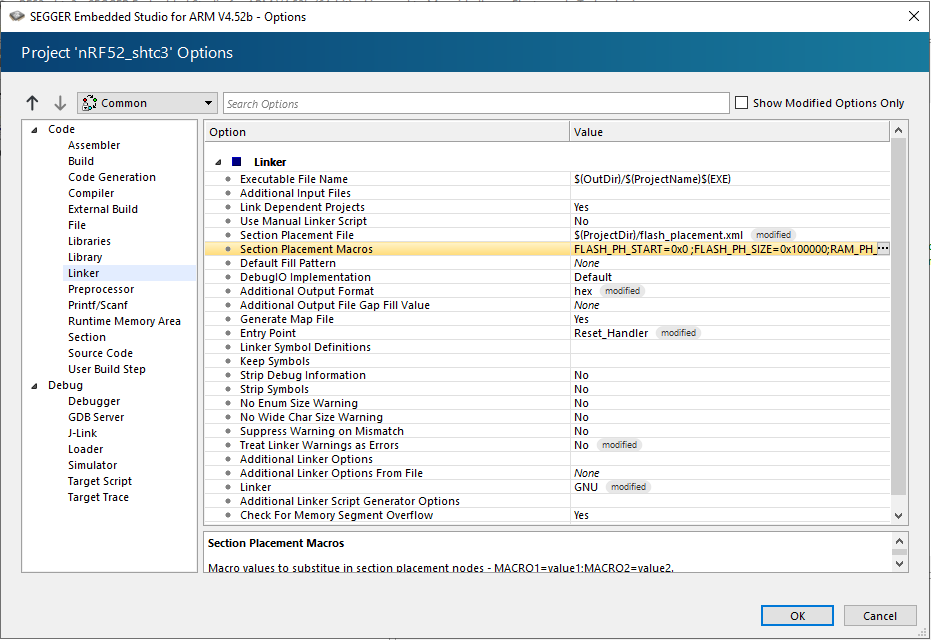 SEGGER Embedded Studio for ARM V4.52b - Options
Project 'nRF52_shtc3' Options
Common
Search Options
Show Modified Options Only
Code
Assembler
Build
Code Generation
Compiler
External Build
File
Libraries
Library
Linker
Preprocessor
Printf/Scanf
Runtime Memory Area
Section
Source Code
User Build Step
Debug
Debugger
GDB Server
J-Link
Loader
Simulator
Target Script
Target Trace
Option Value
Linker
Executable File Name $(OutDir)/$(ProjectName)$(EXE)
Additional Input Files
Link Dependent Projects Yes
Use Manual Linker Script No
Section Placement File $(ProjectDir)/flash_placement.xml modified
Section Placement Macros FLASH_PH_START=0x0 ;FLASH_PH_SIZE=0x100000;RAM_PH_ ...
Default Fill Pattern None
DebugIO Implementation Default
Additional Output Format hex modified
Additional Output File Gap Fill Value None
Generate Map File Yes
Entry Point Reset_Handler modified
Linker Symbol Definitions
Keep Symbols
Strip Debug Information No
Strip Symbols No
No Enum Size Warning No
No Wide Char Size Warning No
Suppress Warning on Mismatch No
Treat Linker Warnings as Errors No modified
Additional Linker Options
Additional Linker Options From File None
Linker GNU modified
Additional Linker Script Generator Options
Check For Memory Segment Overflow Yes
Section Placement Macros
Macro values to substitue in section placement nodes - MACRO1=value1;MACRO2=value2.
OK Cancel